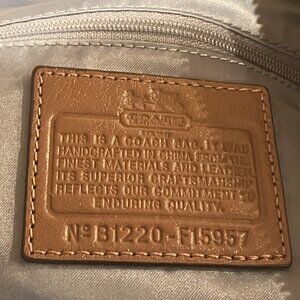 COACH
THIS IS A COACH BAG. IT WAS
HANDCRAFTED IN CHINA FROM THE
FINEST MATERIALS AND LEATHER.
ITS SUPERIOR CRAFTSMANSHIP
REFLECTS OUR COMMITMENT TO
ENDURING QUALITY.
Nº B1220-F15957